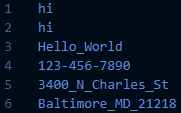 1 hi
2 hi
3 Hello_World
4 123-456-7890
5 3400_N_Charles_St
6 Baltimore_MD_21218